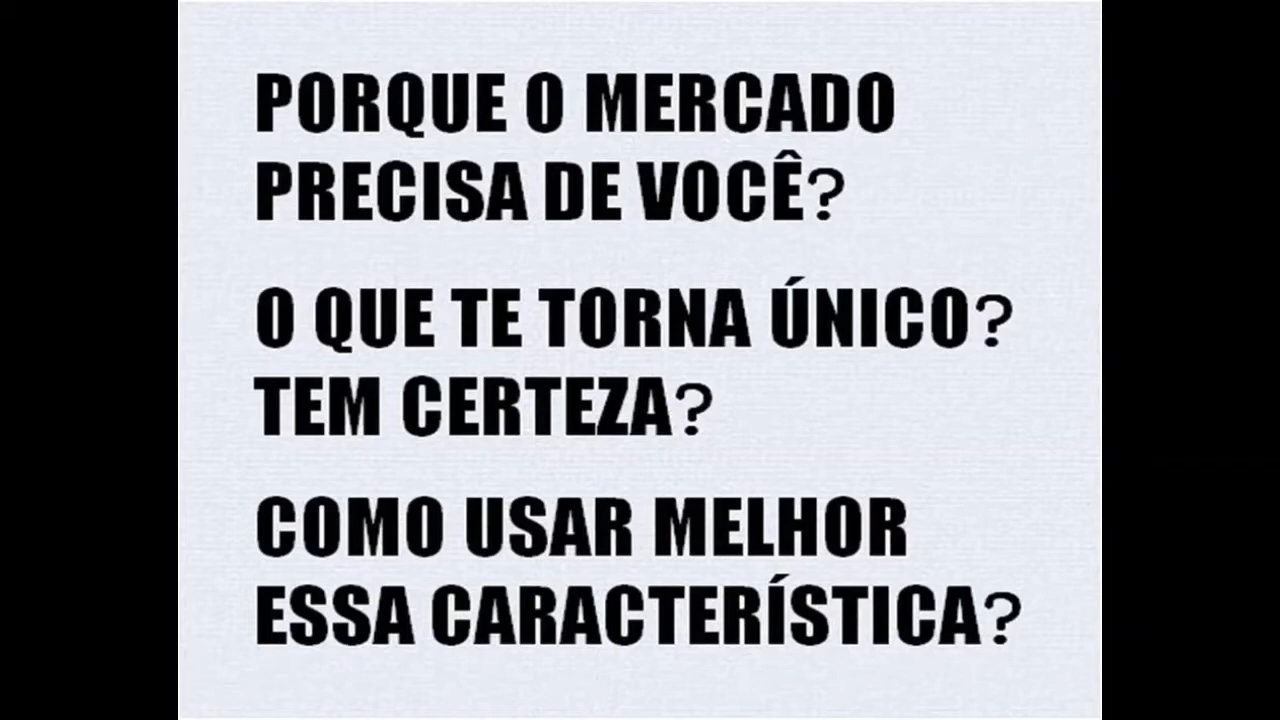 PORQUE O MERCADO
PRECISA DE VOCÊ?
O QUE TE TORNA ÚNICO?
TEM CERTEZA?
COMO USAR MELHOR
ESSA CARACTERÍSTICA?